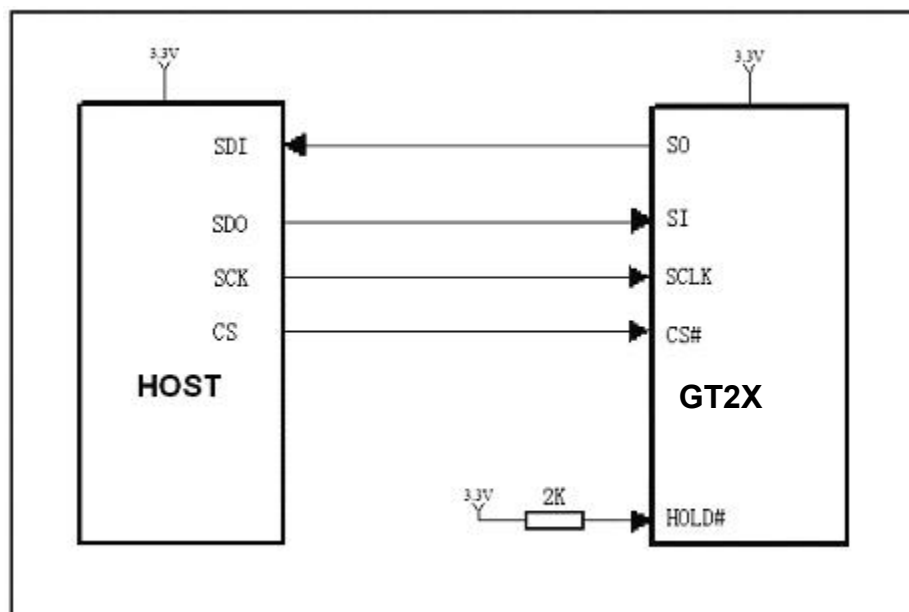 3.3V
3.3V
SDI
SO
SDO
SI
SCK
SCLK
CS
CS#
HOST
GT2X
3.3V
2K
HOLD#